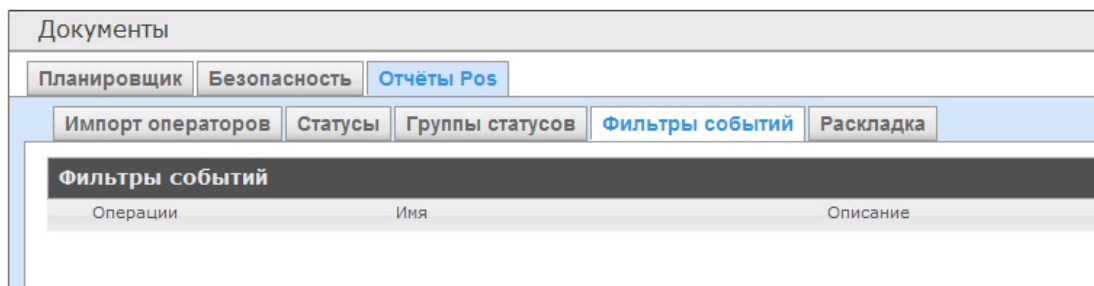 Документы
Планировщик Безопасность Отчёты Pos
Импорт операторов Статусы Группы статусов Фильтры событий Раскладка
Фильтры событий
Операции Имя Описание